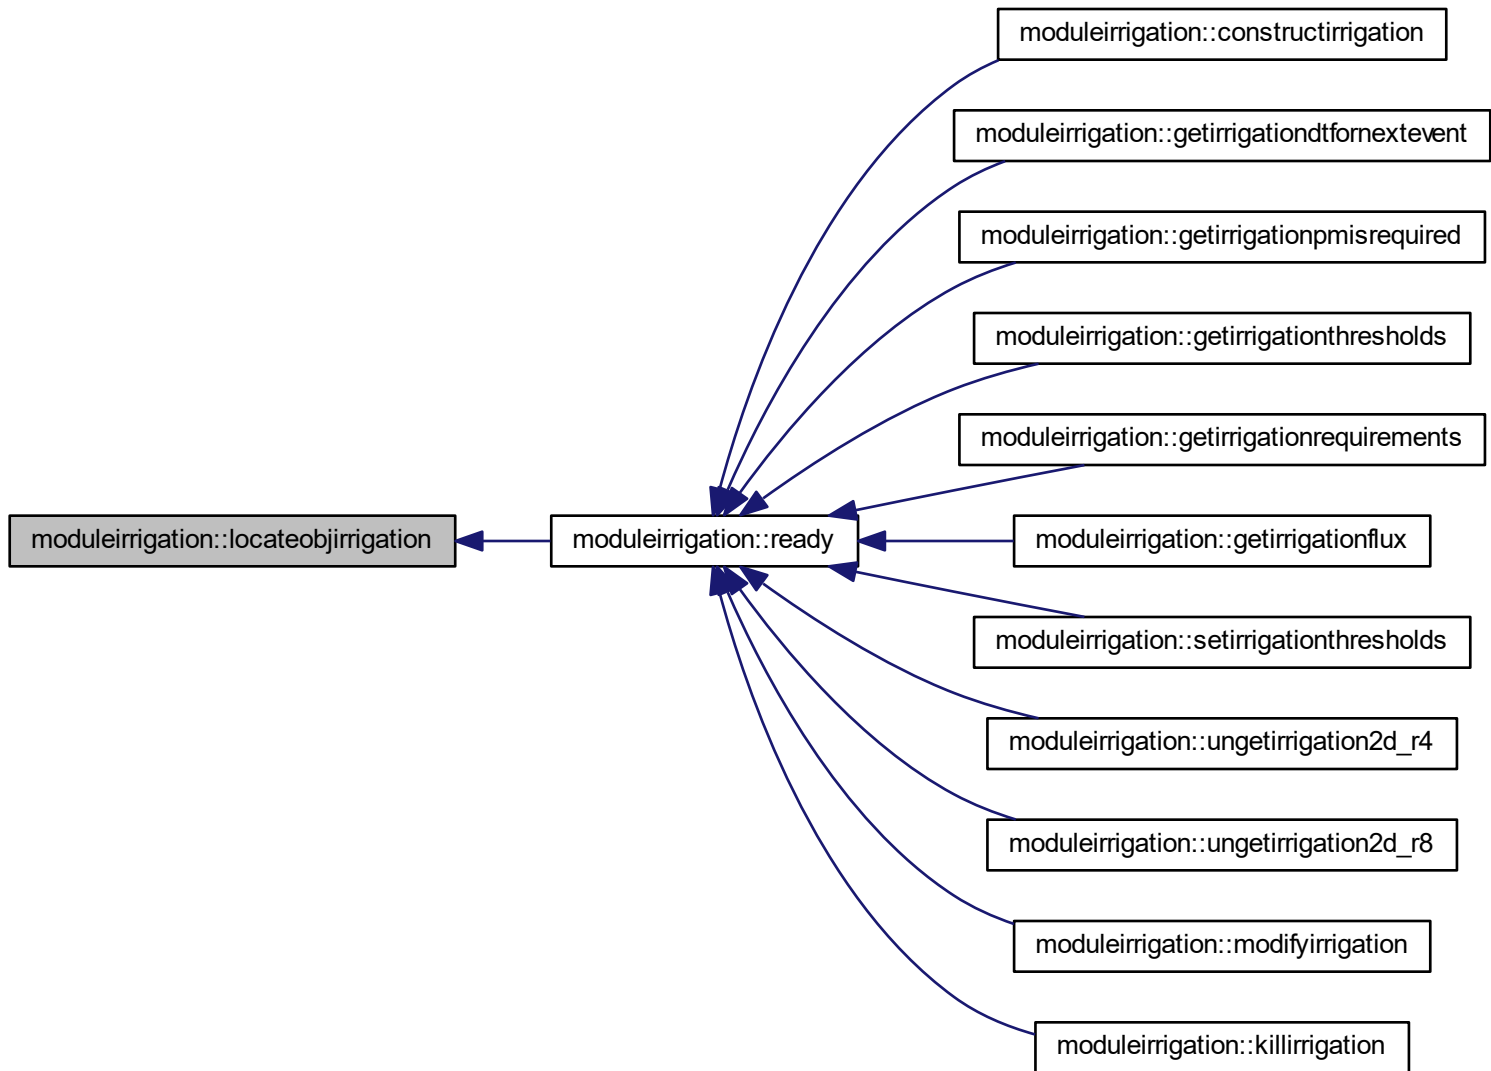 moduleirrigation::constructirrigation
moduleirrigation::getirrigationdtfornextevent
moduleirrigation::getirrigationpmisrequired
moduleirrigation::getirrigationthresholds
moduleirrigation::getirrigationrequirements
moduleirrigation::locateobjirrigation
moduleirrigation::ready
moduleirrigation::getirrigationflux
moduleirrigation::setirrigationthresholds
moduleirrigation::ungetirrigation2d_r4
moduleirrigation::ungetirrigation2d_r8
moduleirrigation::modifyirrigation
moduleirrigation::killirrigation